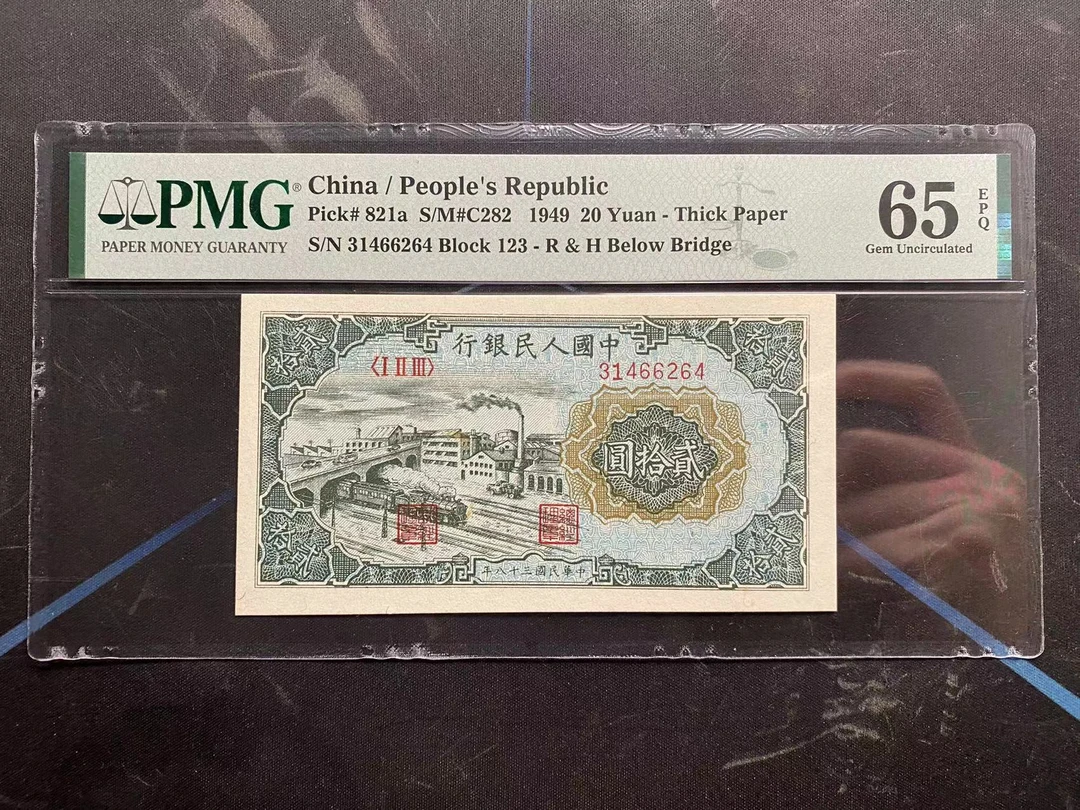 PMG®
PAPER MONEY GUARANTY
China / People's Republic
Pick# 821a S/M#C282 1949 20 Yuan - Thick Paper
S/N 31466264 Block 123 - R & H Below Bridge
65
EPQ
Gem Uncirculated
中國人民銀行
〈I II III〉
31466264
貳拾圓
中華民國三十八年